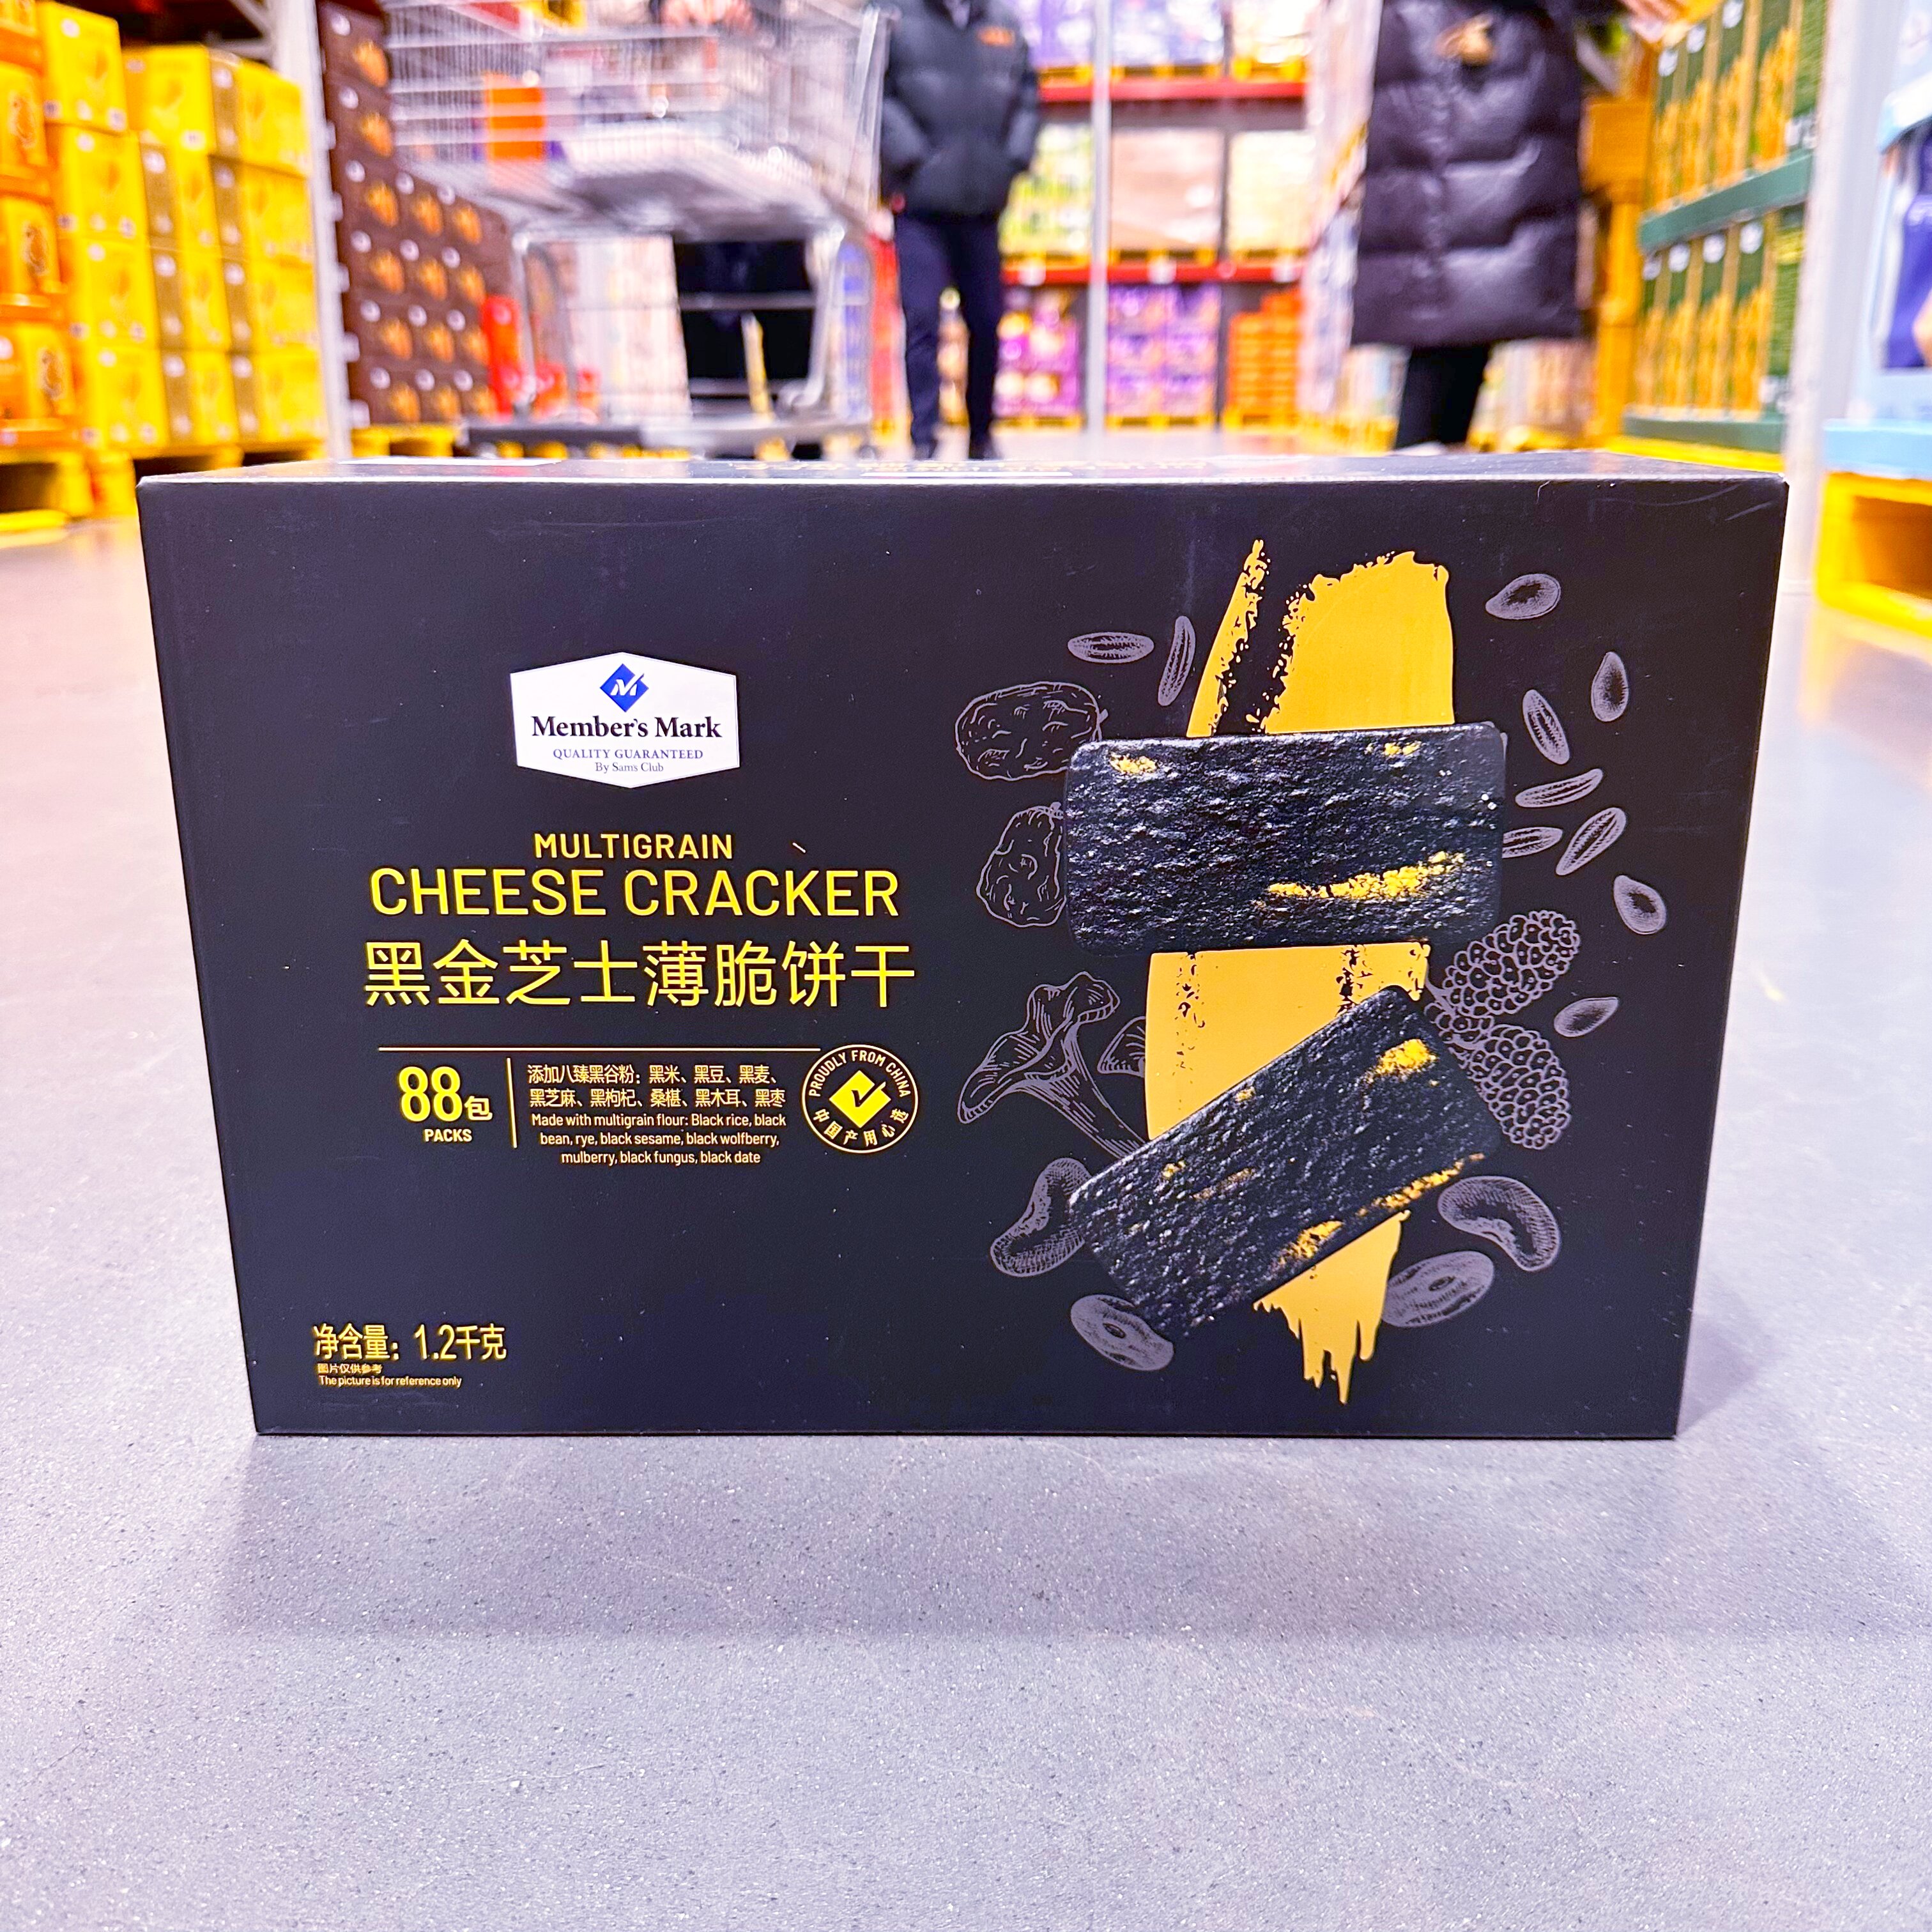 Member's Mark
QUALITY GUARANTEED
By Sams Club
MULTIGRAIN
CHEESE CRACKER
黑金芝士薄脆饼干
88包
PACKS
添加八臻黑谷粉：黑米、黑豆、黑麦、
黑芝麻、黑枸杞、桑椹、黑木耳、黑枣
Made with multigrain flour: Black rice, black
bean, rye, black sesame, black wolfberry,
mulberry, black fungus, black date
PROUDLY FROM CHINA
中国产用心选
净含量：1.2千克
图片仅供参考
The picture is for reference only